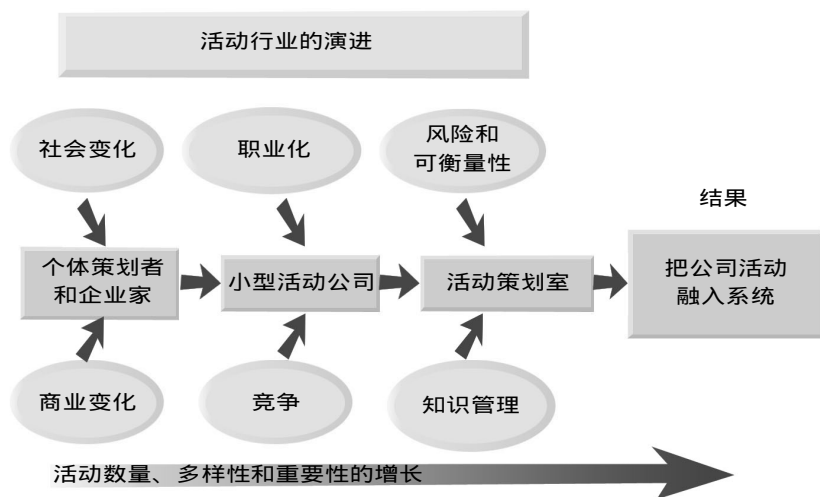 活动行业的演进
社会变化
职业化
风险和
可衡量性
结果
个体策划者
和企业家
小型活动公司
活动策划室
把公司活动
融入系统
商业变化
竞争
知识管理
活动数量、多样性和重要性的增长